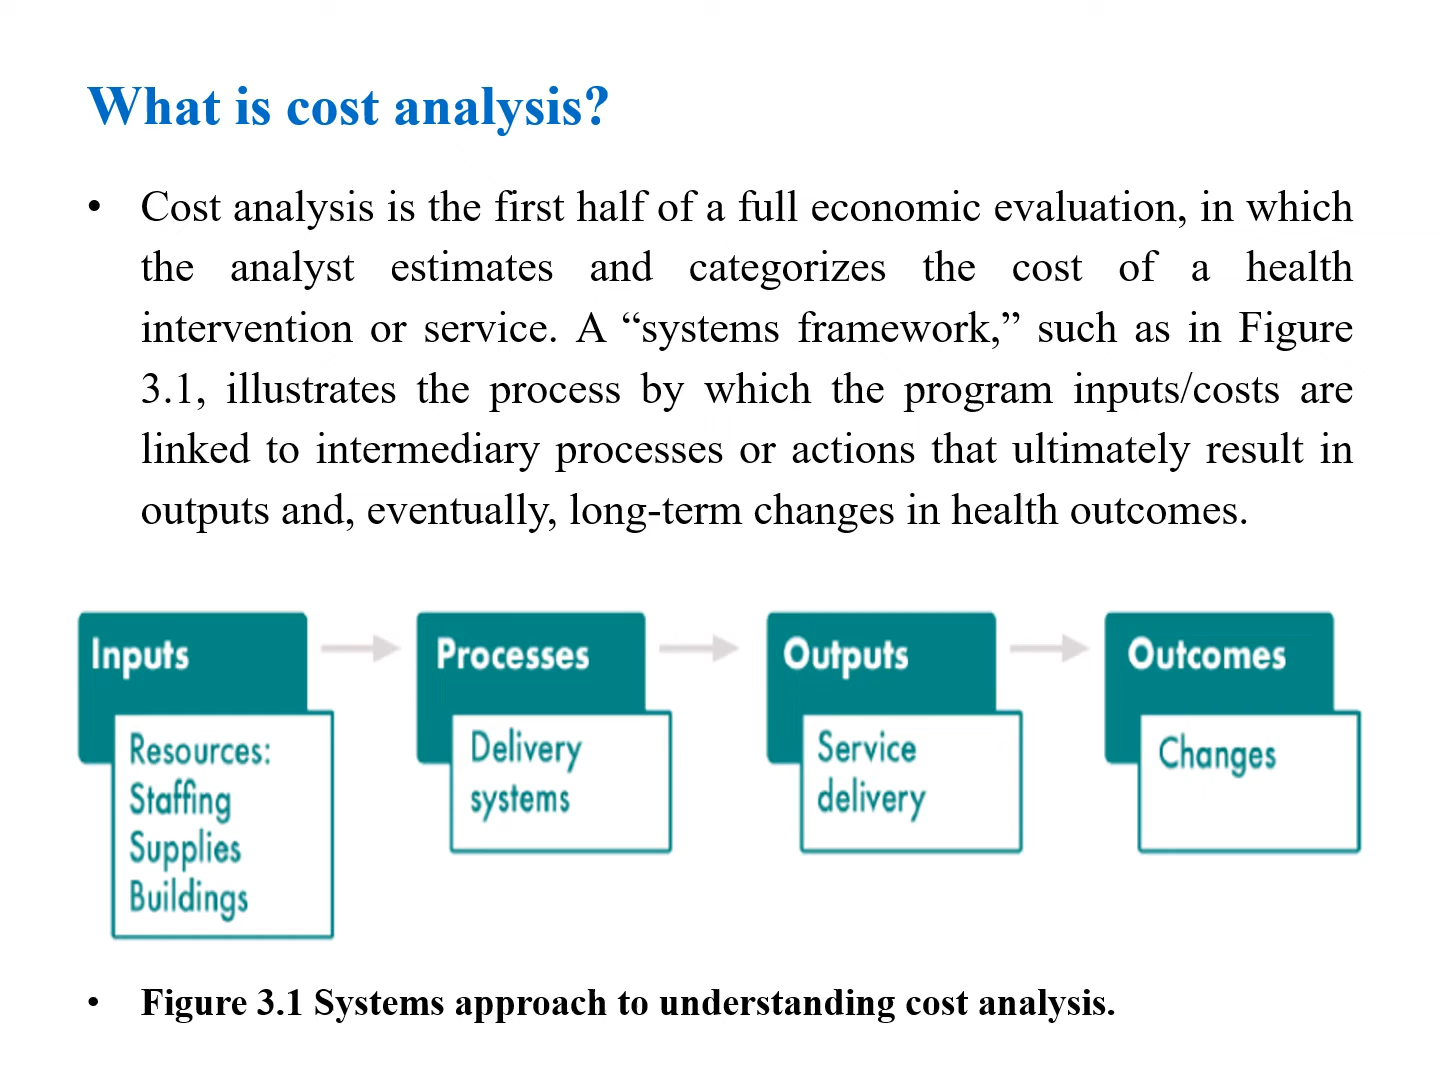 What is cost analysis?
• Cost analysis is the first half of a full economic evaluation, in which
the analyst estimates and categorizes the cost of a health
intervention or service. A “systems framework,” such as in Figure
3.1, illustrates the process by which the program inputs/costs are
linked to intermediary processes or actions that ultimately result in
outputs and, eventually, long-term changes in health outcomes.
Inputs
Resources:
Staffing
Supplies
Buildings
Processes
Delivery
systems
Outputs
Service
delivery
Outcomes
Changes
• Figure 3.1 Systems approach to understanding cost analysis.